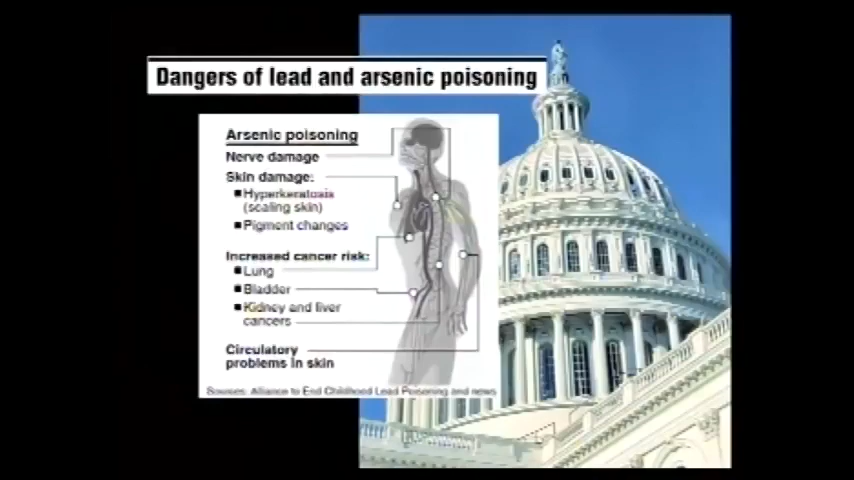 Dangers of lead and arsenic poisoning
Arsenic poisoning
Nerve damage
Skin damage:
■ Hyperkeratosis
(scaling skin)
■ Pigment changes
Increased cancer risk:
■ Lung
■ Bladder
■ Kidney and liver
cancers
Circulatory
problems in skin
Sources: Alliance to End Childhood Lead Poisoning and news